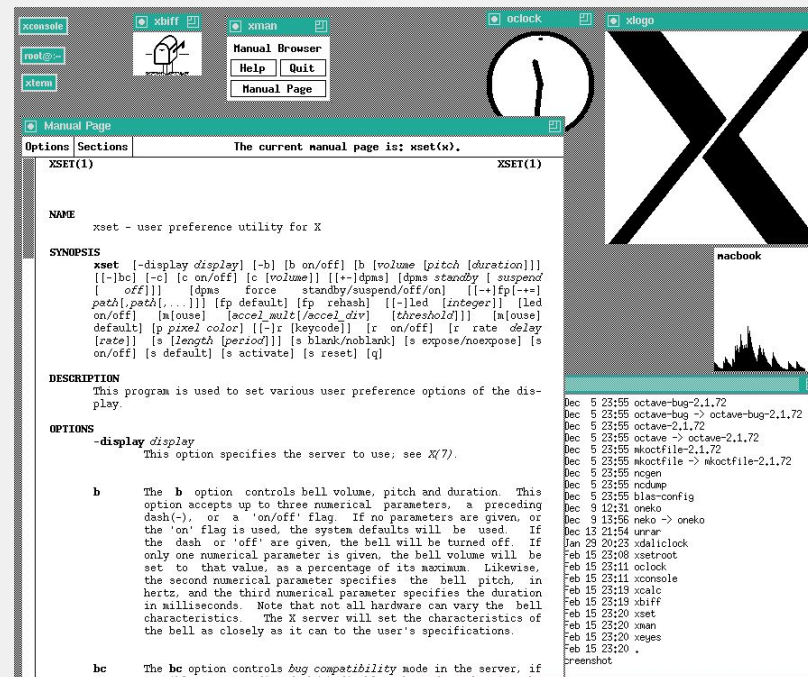 xconsole
root@:~
xterm
xbiff
xman
Manual Browser
Help Quit
Manual Page
oclock
xlogo
macbook
Manual Page
Options Sections The current manual page is: xset(x).
XSET(1) XSET(1)
NAME
xset - user preference utility for X
SYNOPSIS
xset [-display display] [-b] [b on/off] [b [volume [pitch [duration]]]
[[-]bc] [-c] [c on/off] [c [volume]] [[+-]dpms] [dpms standby [ suspend
[ off]]] [dpms force standby/suspend/off/on] [[-+]fp[-+=]
path[,path[,...]]] [fp default] [fp rehash] [[-]led [integer]] [led
on/off] [m[ouse] [accel_mult[/accel_div] [threshold]]] [m[ouse]
default] [p pixel color] [[-]r [keycode]] [r on/off] [r rate delay
[rate]] [s [length [period]]] [s blank/noblank] [s expose/noexpose] [s
on/off] [s default] [s activate] [s reset] [q]
DESCRIPTION
This program is used to set various user preference options of the dis-
play.
OPTIONS
-display display
This option specifies the server to use; see X(7).
b The b option controls bell volume, pitch and duration. This
option accepts up to three numerical parameters, a preceding
dash(-), or a 'on/off' flag. If no parameters are given, or
the 'on' flag is used, the system defaults will be used. If
the dash or 'off' are given, the bell will be turned off. If
only one numerical parameter is given, the bell volume will be
set to that value, as a percentage of its maximum. Likewise,
the second numerical parameter specifies the bell pitch, in
hertz, and the third numerical parameter specifies the duration
in milliseconds. Note that not all hardware can vary the bell
characteristics. The X server will set the characteristics of
the bell as closely as it can to the user's specifications.
bc The bc option controls bug compatibility mode in the server, if
Dec 5 23:55 octave-bug-2.1.72
Dec 5 23:55 octave-bug -> octave-bug-2.1.72
Dec 5 23:55 octave-2.1.72
Dec 5 23:55 octave -> octave-2.1.72
Dec 5 23:55 mkoctfile-2.1.72
Dec 5 23:55 mkoctfile -> mkoctfile-2.1.72
Dec 5 23:55 ncgen
Dec 5 23:55 ncdump
Dec 5 23:55 blas-config
Dec 9 12:31 oneko
Dec 9 13:56 neko -> oneko
Dec 13 21:54 unrar
Jan 29 20:23 xdaliclock
Feb 15 23:08 xsetroot
Feb 15 23:11 oclock
Feb 15 23:11 xconsole
Feb 15 23:19 xcalc
Feb 15 23:19 xbiff
Feb 15 23:20 xset
Feb 15 23:20 xman
Feb 15 23:20 xeyes
Feb 15 23:20 .
creenshot